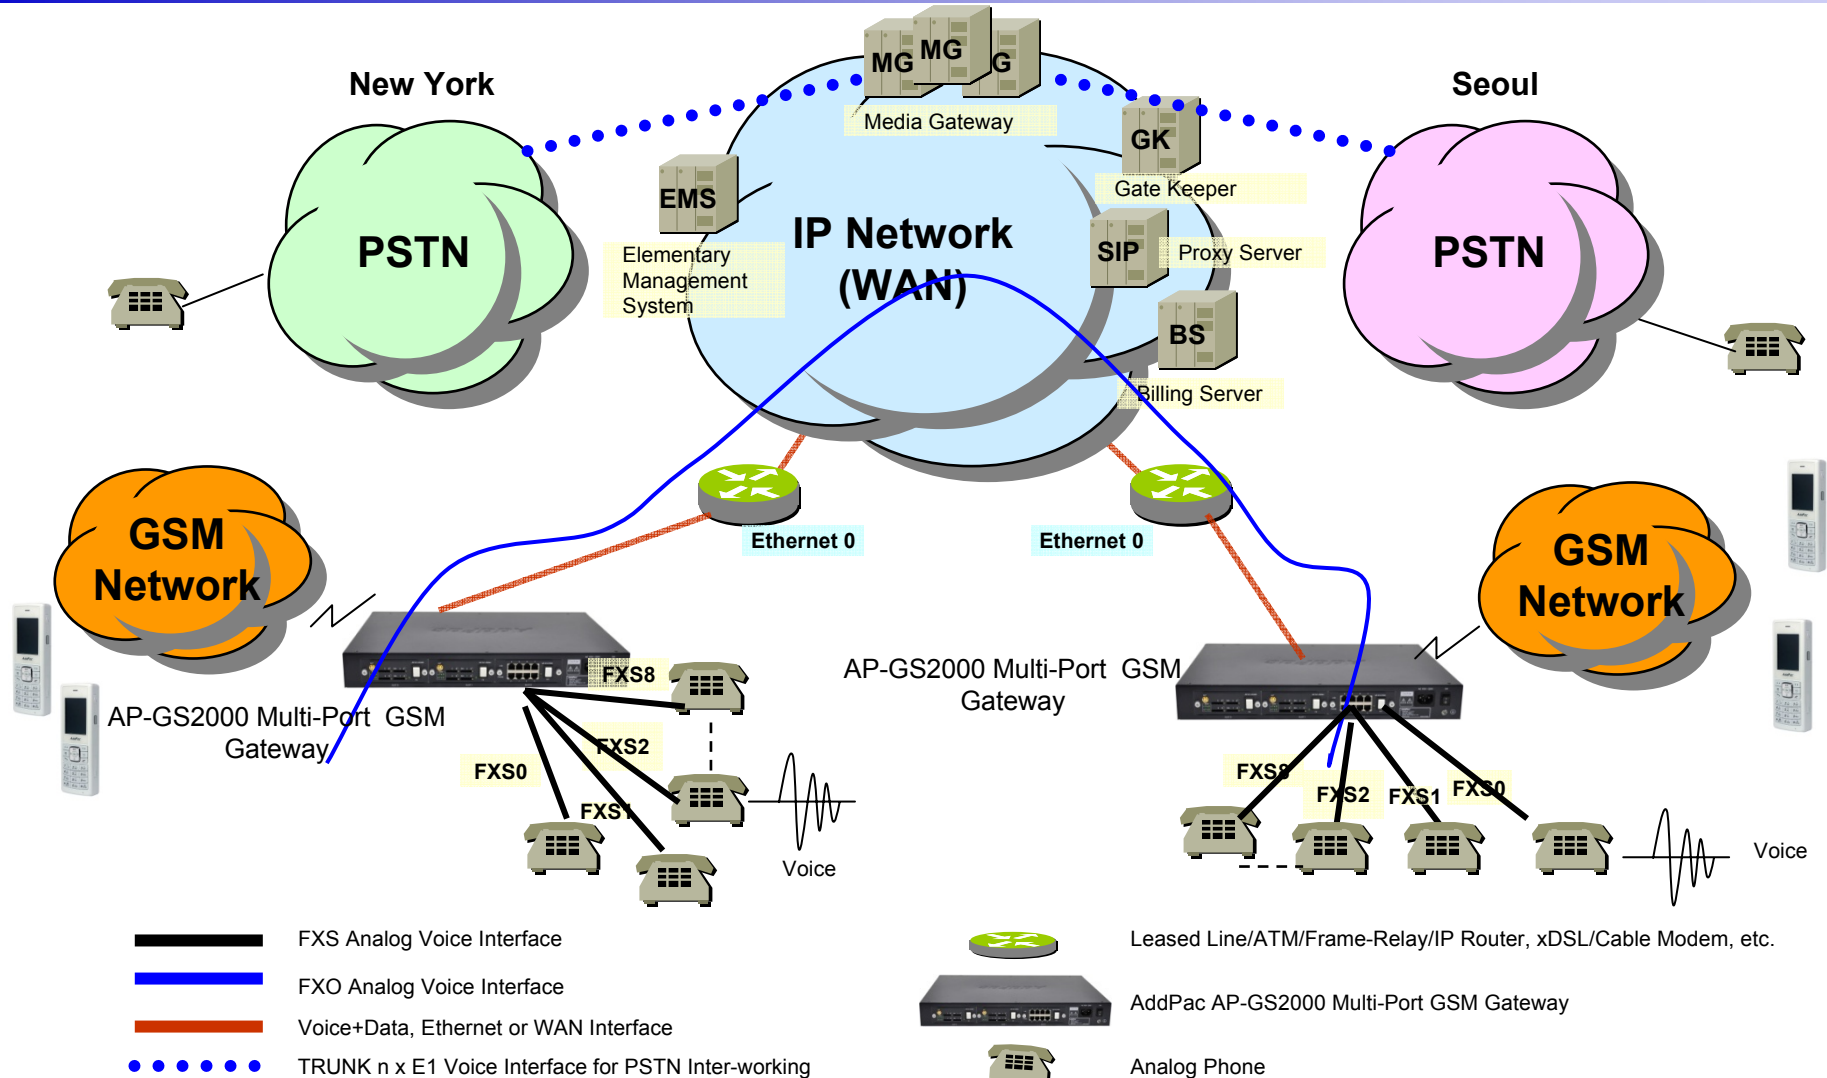 New York
Seoul
MG
MG
G
Media Gateway
GK
Gate Keeper
EMS
Elementary
Management
System
IP Network
(WAN)
SIP
Proxy Server
BS
Billing Server
PSTN
PSTN
Ethernet 0
Ethernet 0
GSM
Network
GSM
Network
AP-GS2000 Multi-Port GSM
Gateway
AP-GS2000 Multi-Port GSM
Gateway
FXS8
FXS2
FXS0
FXS1
Voice
FXS8
FXS2
FXS1
FXS0
Voice
FXS Analog Voice Interface
FXO Analog Voice Interface
Voice+Data, Ethernet or WAN Interface
TRUNK n x E1 Voice Interface for PSTN Inter-working
Leased Line/ATM/Frame-Relay/IP Router, xDSL/Cable Modem, etc.
AddPac AP-GS2000 Multi-Port GSM Gateway
Analog Phone